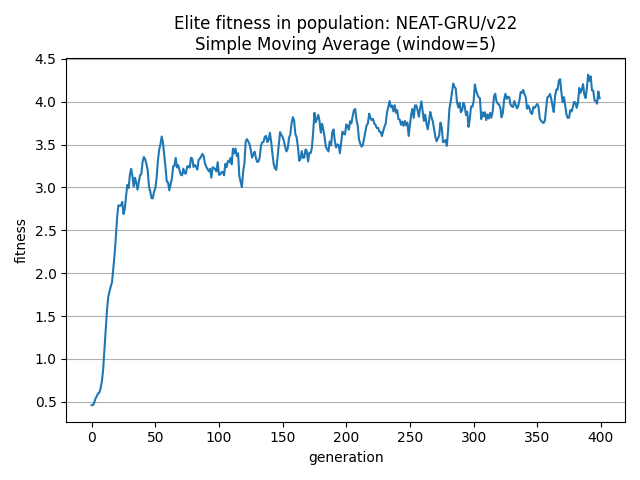 Elite fitness in population: NEAT-GRU/v22
Simple Moving Average (window=5)
4.5
4.0
3.5
3.0
2.5
2.0
1.5
1.0
0.5
fitness
0 50 100 150 200 250 300 350 400
generation